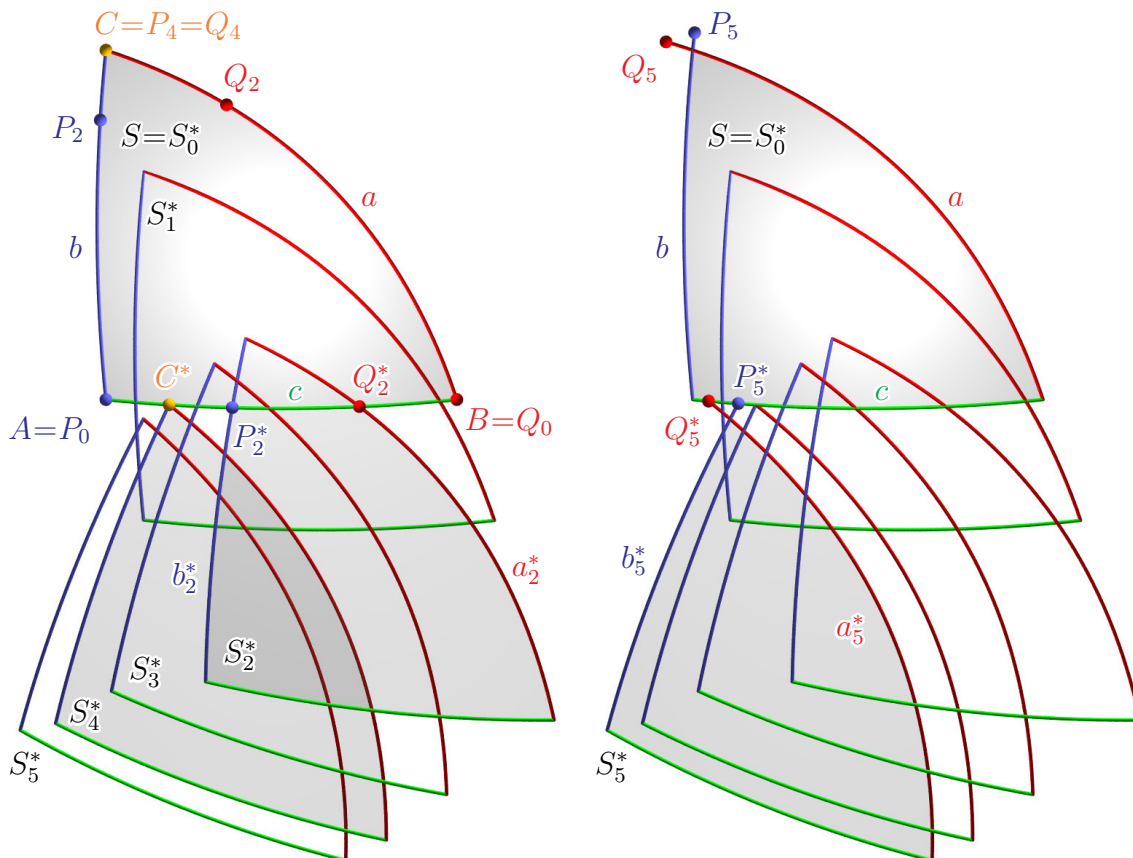 C=P₄=Q₄
P₅
Q₅
Q₂
P₂
S=S₀*
S=S₀*
a
a
S₁*
b
b
C*
c
Q₂*
P₅*
c
A=P₀
P₂*
B=Q₀
Q₅*
b₂*
a₂*
b₅*
a₅*
S₂*
S₃*
S₄*
S₅*
S₅*